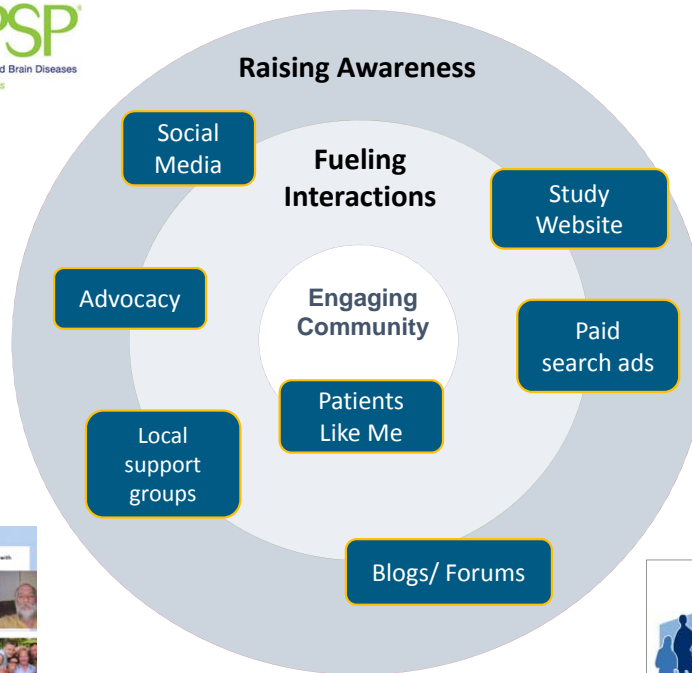 PSP
d Brain Diseases
Raising Awareness
Social
Media
Fueling
Interactions
Study
Website
Advocacy
Engaging
Community
Paid
search ads
Patients
Like Me
Local
support
groups
Blogs/ Forums
with